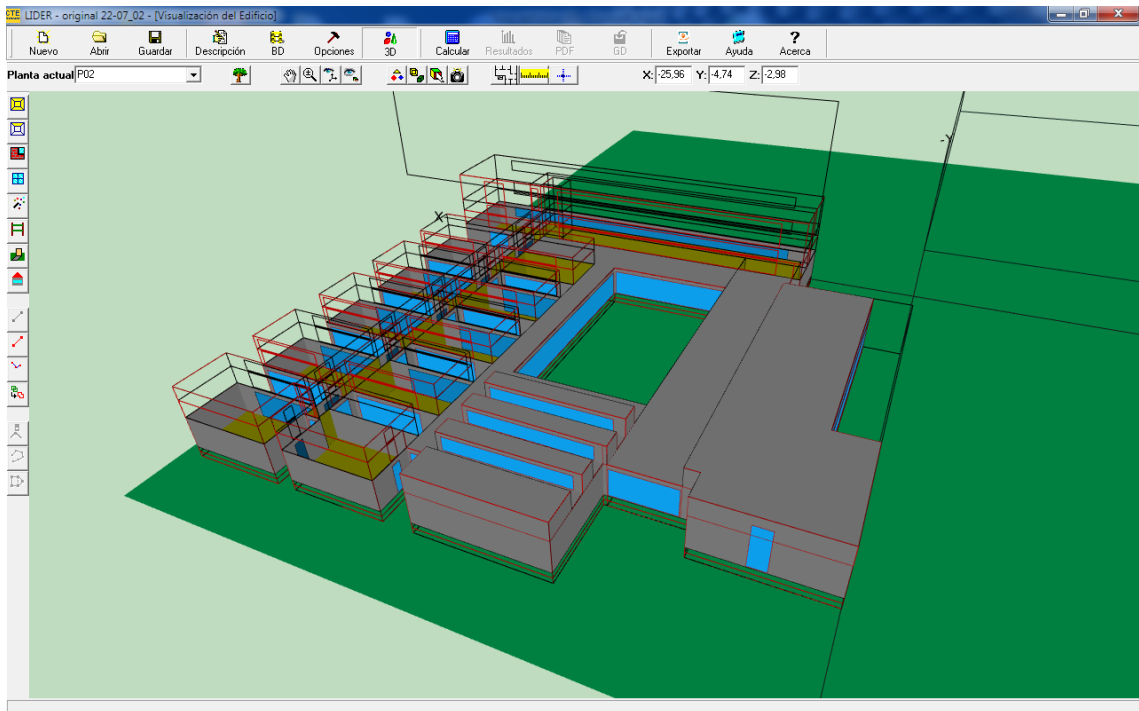 CTE LIDER - original 22-07_02 - [Visualización del Edificio]
Nuevo Abrir Guardar Descripción BD Opciones 3D Calcular Resultados PDF GD Exportar Ayuda Acerca
Planta actual P02 X: -25,96 Y: -4,74 Z: -2,98
-Y
X